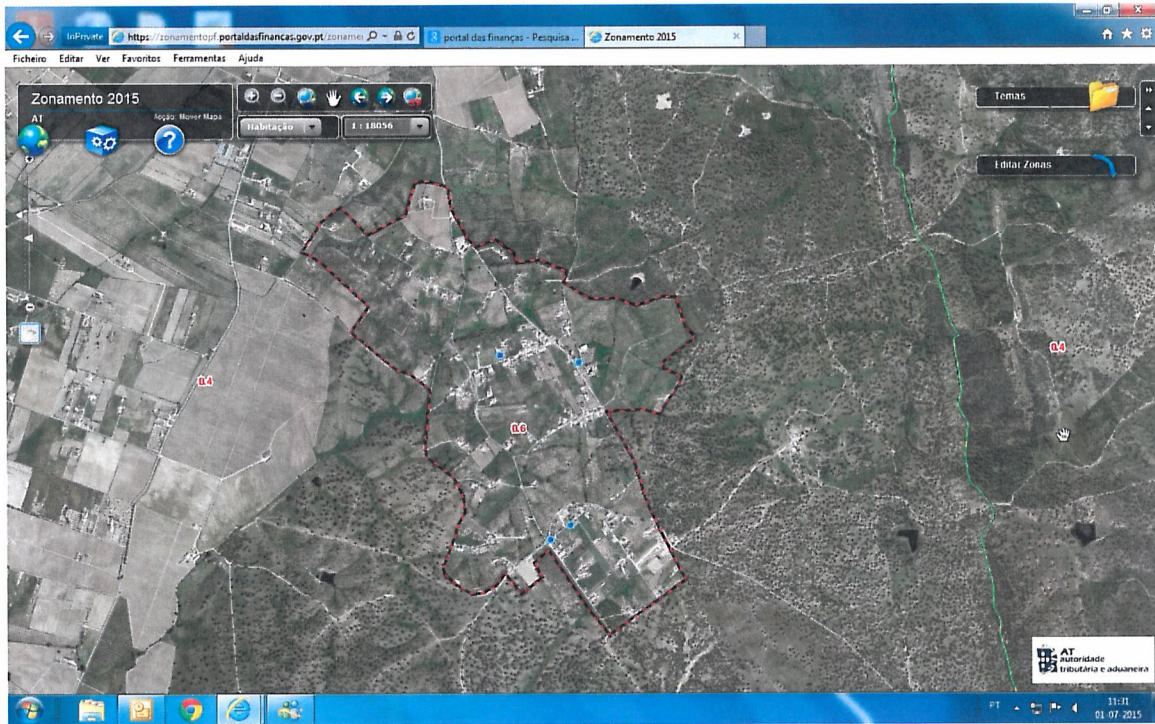 InPrivate https://zonamentopf.portaldasfinancas.gov.pt/zoname portal das finanças - Pesquisa ... Zonamento 2015
Ficheiro Editar Ver Favoritos Ferramentas Ajuda
Zonamento 2015
AT
Acção: Mover Mapa
Habitação 1 : 18056
Temas
Editar Zonas
0.4
0.4
0.6
AT
autoridade
tributária e aduaneira
PT
11:31
01-07-2015